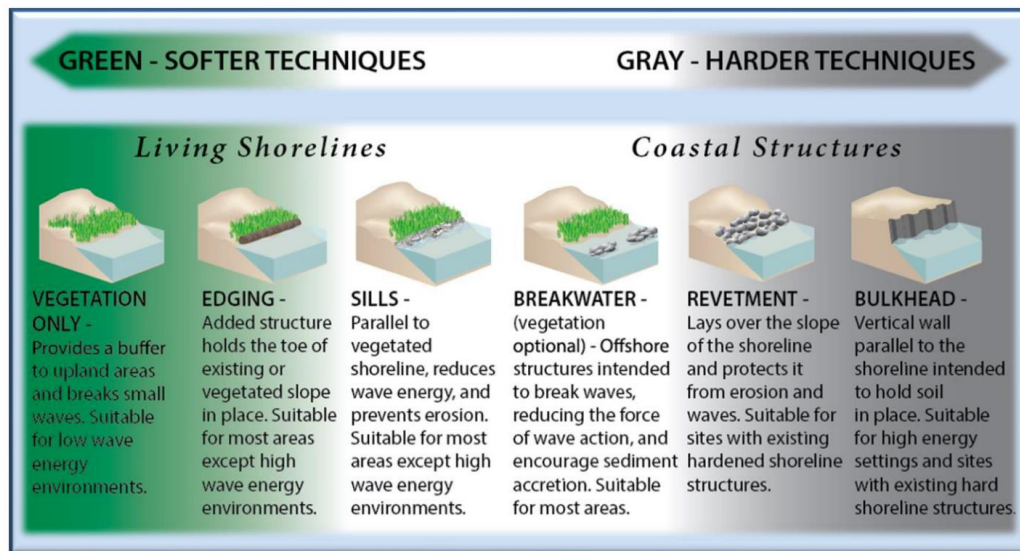 GREEN - SOFTER TECHNIQUES
GRAY - HARDER TECHNIQUES
Living Shorelines
Coastal Structures
VEGETATION
ONLY -
Provides a buffer
to upland areas
and breaks small
waves. Suitable
for low wave
energy
environments.
EDGING -
Added structure
holds the toe of
existing or
vegetated slope
in place. Suitable
for most areas
except high
wave energy
environments.
SILLS -
Parallel to
vegetated
shoreline, reduces
wave energy, and
prevents erosion.
Suitable for most
areas except high
wave energy
environments.
BREAKWATER -
(vegetation
optional) - Offshore
structures intended
to break waves,
reducing the force
of wave action, and
encourage sediment
accretion. Suitable
for most areas.
REVETMENT -
Lays over the slope
of the shoreline
and protects it
from erosion and
waves. Suitable for
sites with existing
hardened shoreline
structures.
BULKHEAD -
Vertical wall
parallel to the
shoreline intended
to hold soil
in place. Suitable
for high energy
settings and sites
with existing hard
shoreline structures.